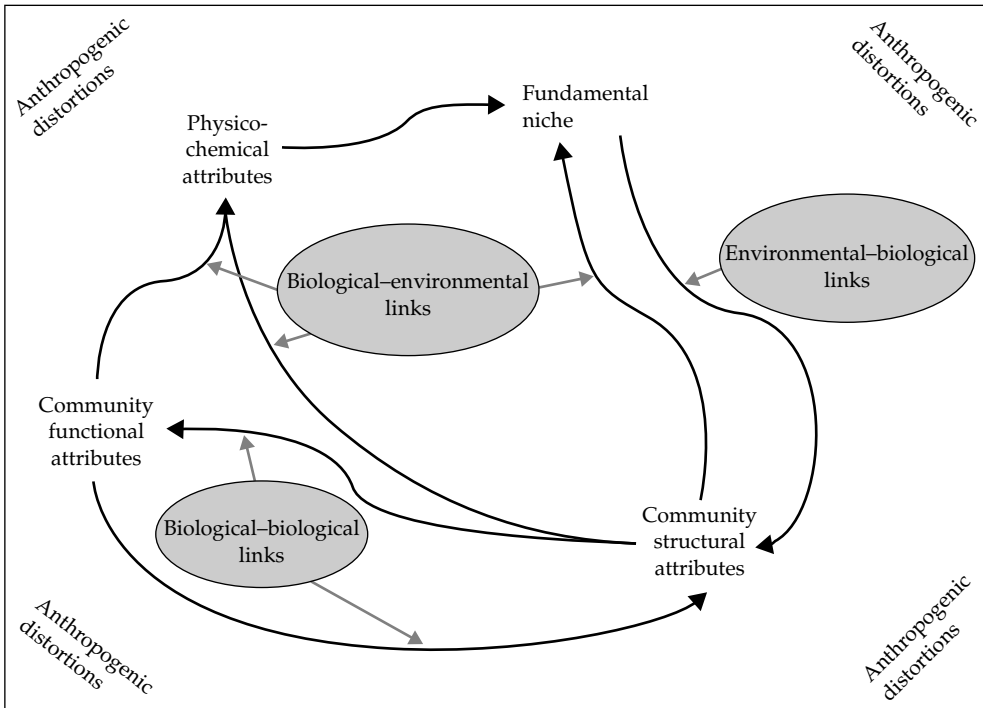 Anthropogenic
distortions
Anthropogenic
distortions
Fundamental
niche
Physico-
chemical
attributes
Biological–environmental
links
Environmental–biological
links
Community
functional
attributes
Biological–biological
links
Community
structural
attributes
Anthropogenic
distortions
Anthropogenic
distortions